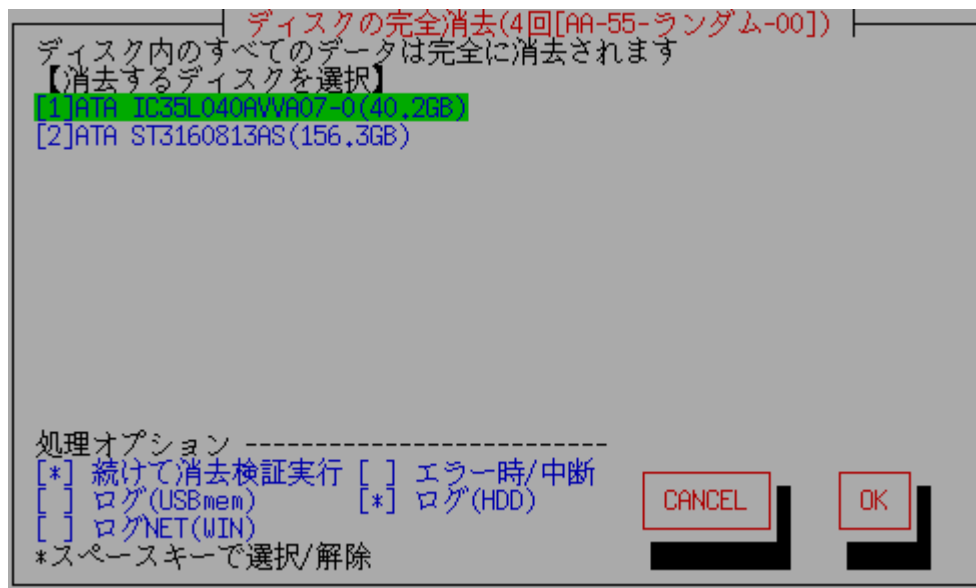 ディスクの完全消去(4回[AA-55-ランダム-00])
ディスク内のすべてのデータは完全に消去されます
【消去するディスクを選択】
[1]ATA IC35L040AVVA07-0(40.2GB)
[2]ATA ST3160813AS(156.3GB)
処理オプション --------------------------
[*] 続けて消去検証実行 [ ] エラー時/中断
[ ] ログ(USBmem) [*] ログ(HDD)
[ ] ログNET(WIN)
*スペースキーで選択/解除
CANCEL OK